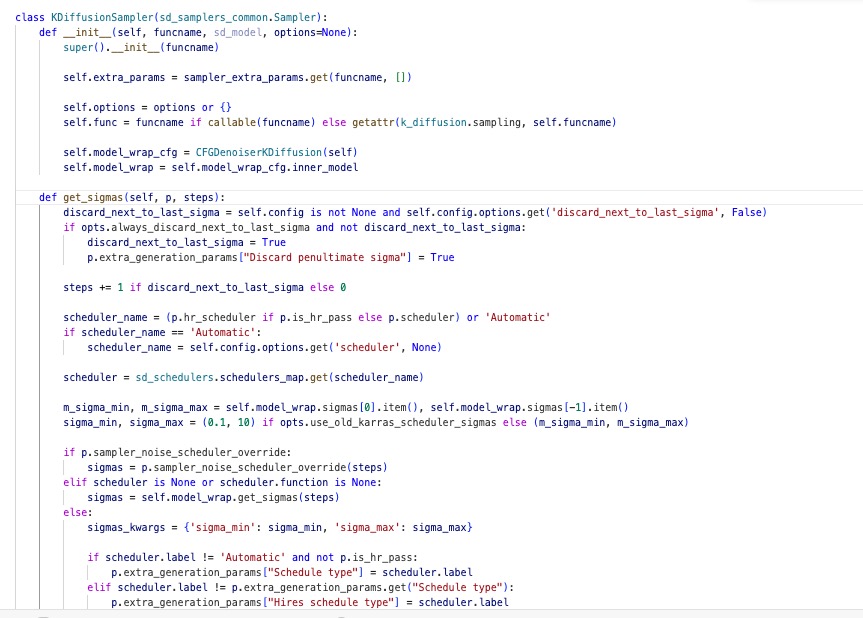 class KDiffusionSampler(sd_samplers_common.Sampler):
    def __init__(self, funcname, sd_model, options=None):
        super().__init__(funcname)

        self.extra_params = sampler_extra_params.get(funcname, [])

        self.options = options or {}
        self.func = funcname if callable(funcname) else getattr(k_diffusion.sampling, self.funcname)

        self.model_wrap_cfg = CFGDenoiserKDiffusion(self)
        self.model_wrap = self.model_wrap_cfg.inner_model

    def get_sigmas(self, p, steps):
        discard_next_to_last_sigma = self.config is not None and self.config.options.get('discard_next_to_last_sigma', False)
        if opts.always_discard_next_to_last_sigma and not discard_next_to_last_sigma:
            discard_next_to_last_sigma = True
            p.extra_generation_params["Discard penultimate sigma"] = True

        steps += 1 if discard_next_to_last_sigma else 0

        scheduler_name = (p.hr_scheduler if p.is_hr_pass else p.scheduler) or 'Automatic'
        if scheduler_name == 'Automatic':
            scheduler_name = self.config.options.get('scheduler', None)

        scheduler = sd_schedulers.schedulers_map.get(scheduler_name)

        m_sigma_min, m_sigma_max = self.model_wrap.sigmas[0].item(), self.model_wrap.sigmas[-1].item()
        sigma_min, sigma_max = (0.1, 10) if opts.use_old_karras_scheduler_sigmas else (m_sigma_min, m_sigma_max)

        if p.sampler_noise_scheduler_override:
            sigmas = p.sampler_noise_scheduler_override(steps)
        elif scheduler is None or scheduler.function is None:
            sigmas = self.model_wrap.get_sigmas(steps)
        else:
            sigmas_kwargs = {'sigma_min': sigma_min, 'sigma_max': sigma_max}

            if scheduler.label != 'Automatic' and not p.is_hr_pass:
                p.extra_generation_params["Schedule type"] = scheduler.label
            elif scheduler.label != p.extra_generation_params.get("Schedule type"):
                p.extra_generation_params["Hires schedule type"] = scheduler.label